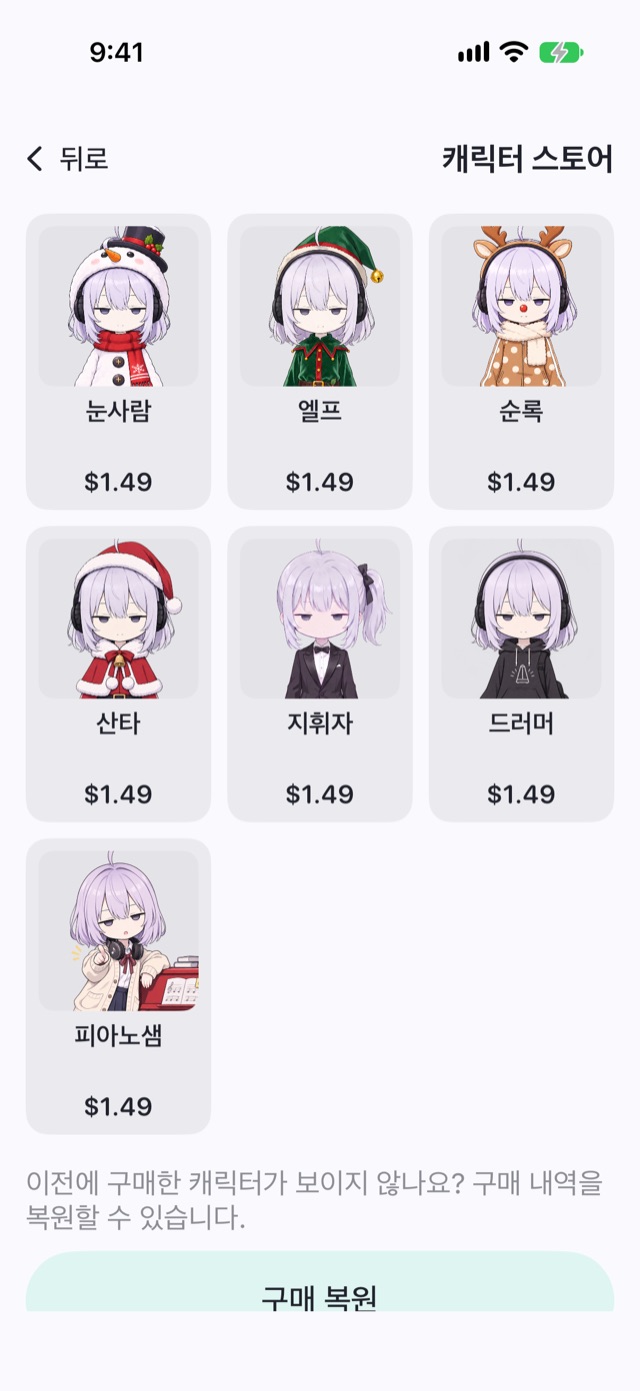 9:41
뒤로
캐릭터 스토어
눈사람
엘프
순록
$1.49
$1.49
$1.49
산타
지휘자
드러머
$1.49
$1.49
$1.49
피아노샘
$1.49
이전에 구매한 캐릭터가 보이지 않나요? 구매 내역을
복원할 수 있습니다.
구매 복원